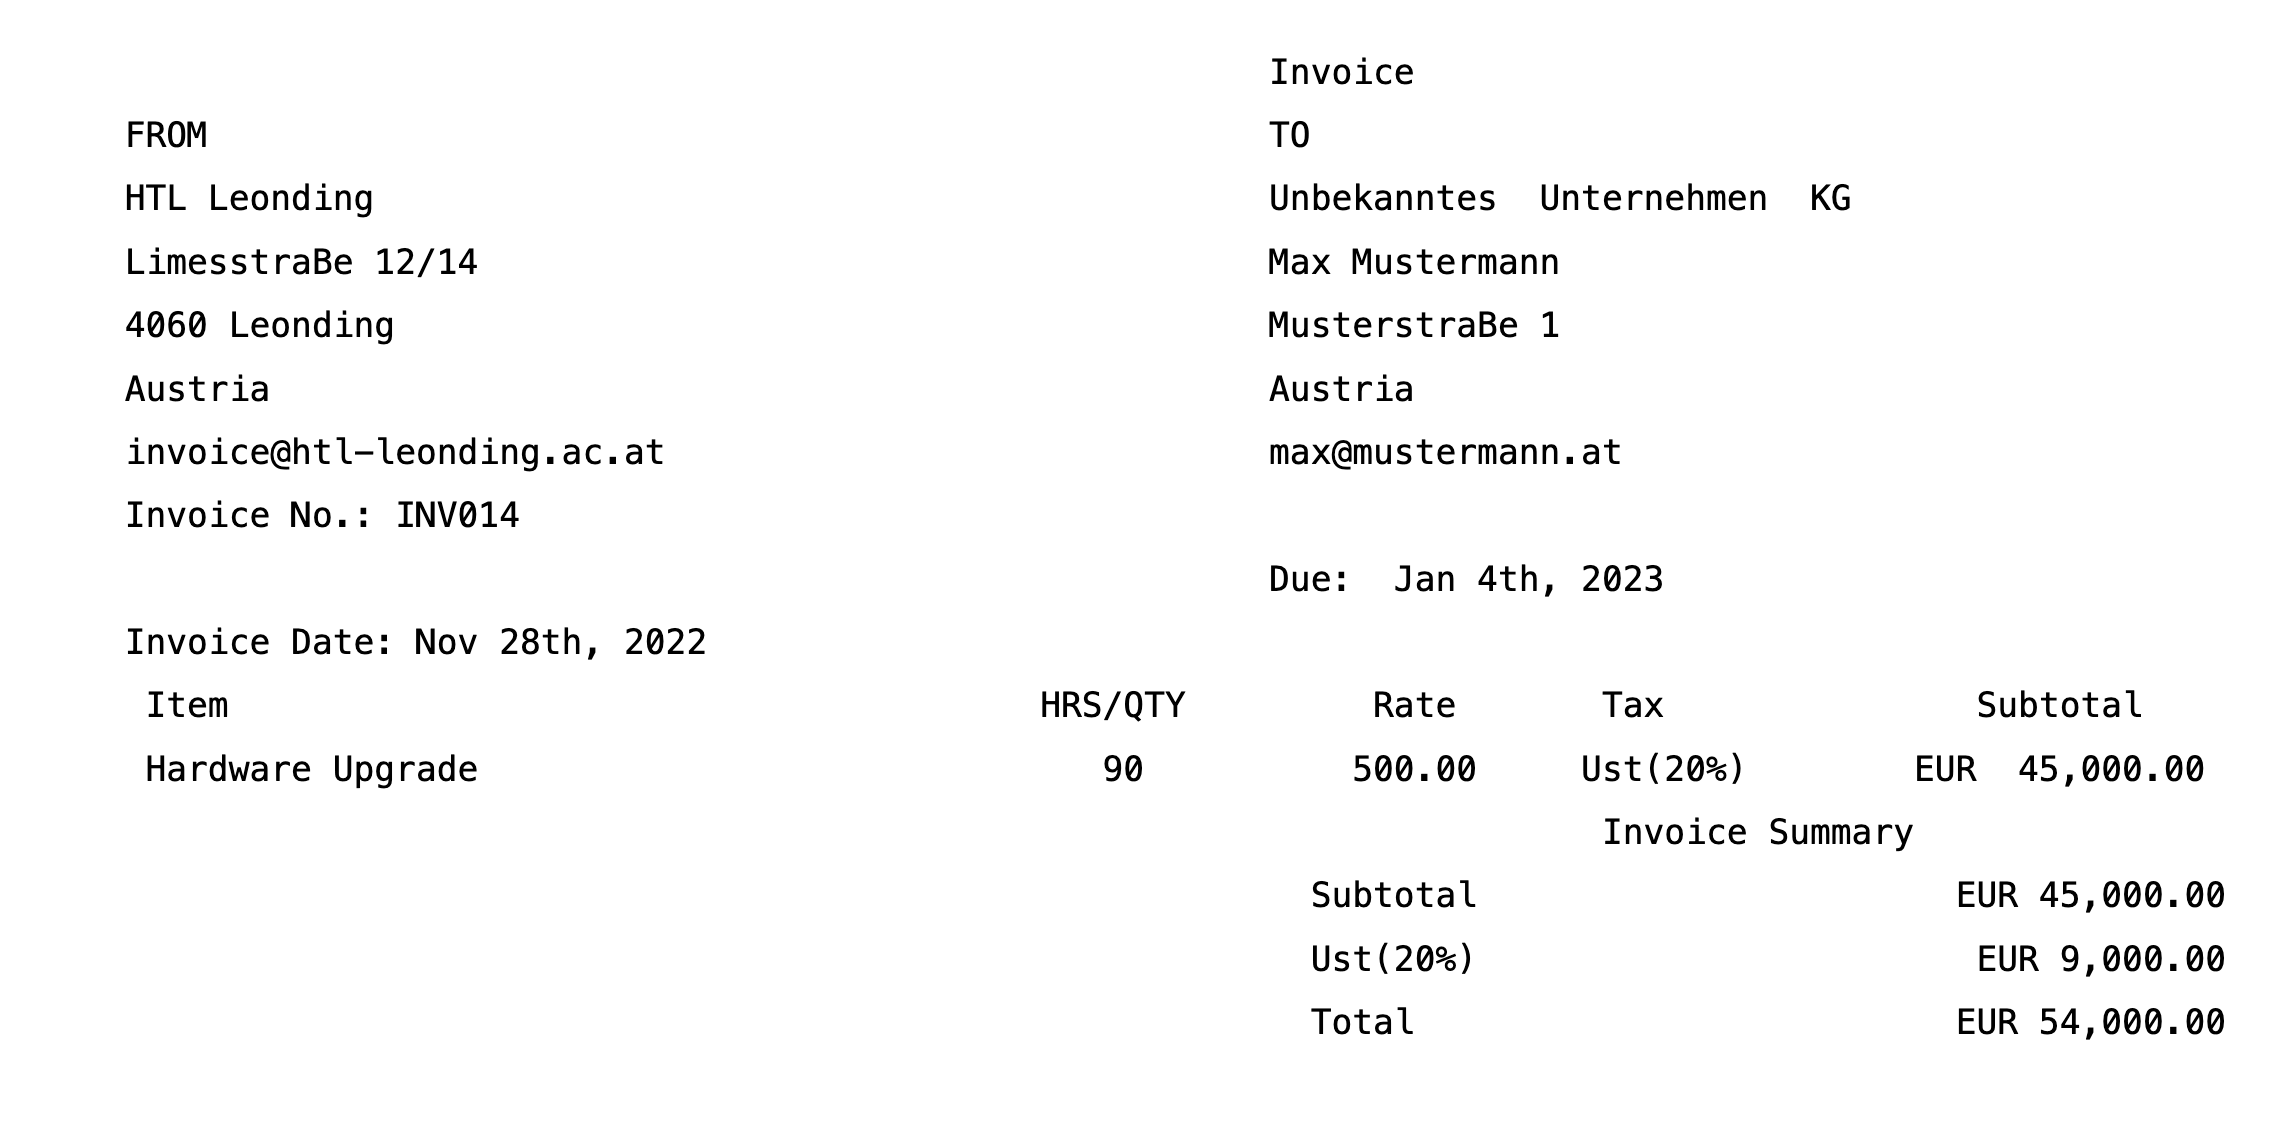 Invoice
FROM TO
HTL Leonding Unbekanntes Unternehmen KG
LimesstraBe 12/14 Max Mustermann
4060 Leonding MusterstraBe 1
Austria Austria
invoice@htl-leonding.ac.at max@mustermann.at
Invoice No.: INV014
Due: Jan 4th, 2023
Invoice Date: Nov 28th, 2022
Item HRS/QTY Rate Tax Subtotal
Hardware Upgrade 90 500.00 Ust(20%) EUR 45,000.00
Invoice Summary
Subtotal EUR 45,000.00
Ust(20%) EUR 9,000.00
Total EUR 54,000.00